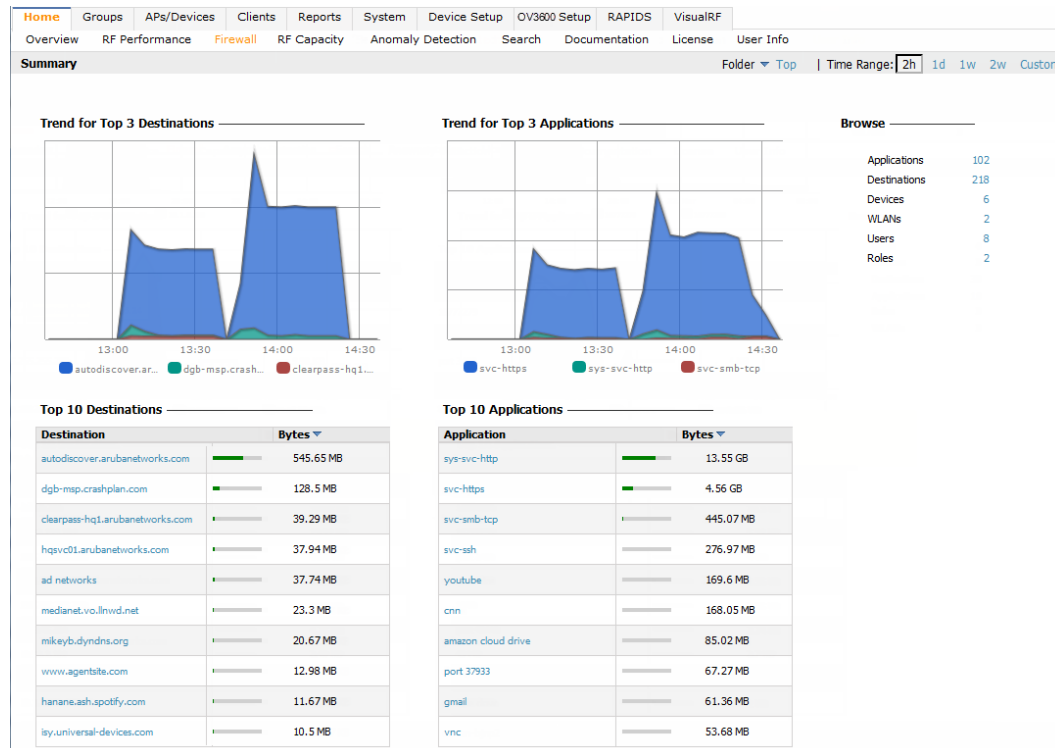 Home Groups APs/Devices Clients Reports System Device Setup OV3600 Setup RAPIDS VisualRF
Overview RF Performance Firewall RF Capacity Anomaly Detection Search Documentation License User Info
Summary Folder Top | Time Range: 2h 1d 1w 2w Custor
Trend for Top 3 Destinations
13:00 13:30 14:00 14:30
autodiscover.ar... dgb-msp.crash... clearpass-hq1....
Trend for Top 3 Applications
13:00 13:30 14:00 14:30
svc-https sys-svc-http svc-smb-tcp
Browse
Applications 102
Destinations 218
Devices 6
WLANs 2
Users 8
Roles 2
Top 10 Destinations
Destination Bytes
autodiscover.arubanetworks.com 545.65 MB
dgb-msp.crashplan.com 128.5 MB
clearpass-hq1.arubanetworks.com 39.29 MB
hqsvc01.arubanetworks.com 37.94 MB
ad networks 37.74 MB
medianet.vo.llnwd.net 23.3 MB
mikeyb.dyndns.org 20.67 MB
www.agentsite.com 12.98 MB
hanane.ash.spotify.com 11.67 MB
isy.universal-devices.com 10.5 MB
Top 10 Applications
Application Bytes
sys-svc-http 13.55 GB
svc-https 4.56 GB
svc-smb-tcp 445.07 MB
svc-ssh 276.97 MB
youtube 169.6 MB
cnn 168.05 MB
amazon cloud drive 85.02 MB
port 37933 67.27 MB
gmail 61.36 MB
vnc 53.68 MB